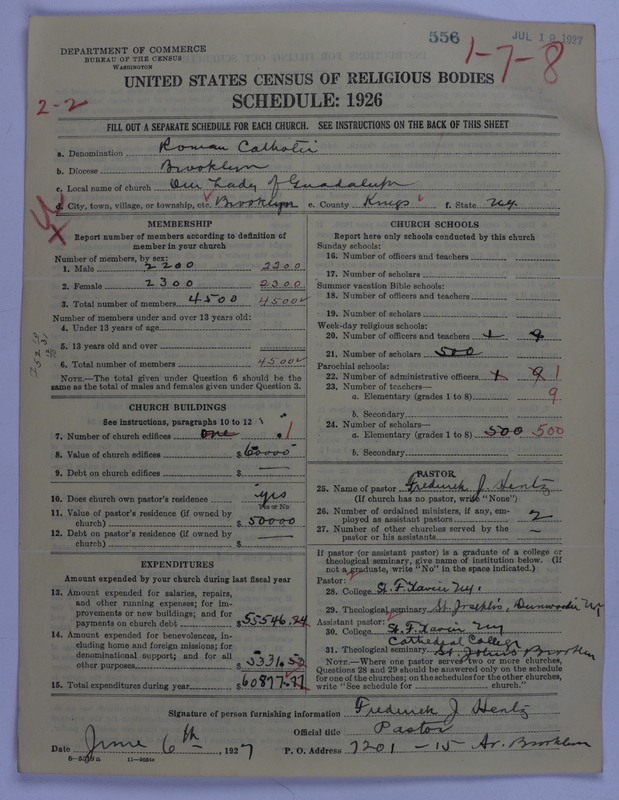 556 JUL 19 1927
1-7-8
DEPARTMENT OF COMMERCE
BUREAU OF THE CENSUS
WASHINGTON
UNITED STATES CENSUS OF RELIGIOUS BODIES
2-2
SCHEDULE: 1926
FILL OUT A SEPARATE SCHEDULE FOR EACH CHURCH. SEE INSTRUCTIONS ON THE BACK OF THIS SHEET
a. Denomination Roman Catholic
b. Diocese Brooklyn
c. Local name of church Our Lady of Guadalupe
d. City, town, village, or township, etc. Brooklyn e. County Kings f. State NY.
MEMBERSHIP
Report number of members according to definition of
member in your church
Number of members, by sex:
1. Male 2200 2200
2. Female 2300 2300
3. Total number of members 4500 4500
Number of members under and over 13 years old:
4. Under 13 years of age
5. 13 years old and over
6. Total number of members 4500
NOTE.—The total given under Question 6 should be the
same as the total of males and females given under Question 3.
CHURCH BUILDINGS
See instructions, paragraphs 10 to 12
7. Number of church edifices one 1
8. Value of church edifices $60000
9. Debt on church edifices $ —
10. Does church own pastor's residence yes
Yes or No
11. Value of pastor's residence (if owned by
church) $50000
12. Debt on pastor's residence (if owned by
church) $ —
EXPENDITURES
Amount expended by your church during last fiscal year
13. Amount expended for salaries, repairs,
and other running expenses; for im-
provements or new buildings; and for
payments on church debt $55546.24
14. Amount expended for benevolences, in-
cluding home and foreign missions; for
denominational support; and for all
other purposes $5331.53
15. Total expenditures during year $60877.77
CHURCH SCHOOLS
Report here only schools conducted by this church
Sunday schools:
16. Number of officers and teachers
17. Number of scholars
Summer vacation Bible schools:
18. Number of officers and teachers
19. Number of scholars
Week-day religious schools:
20. Number of officers and teachers 1 9
21. Number of scholars 500
Parochial schools:
22. Number of administrative officers 1 9 1
23. Number of teachers—
a. Elementary (grades 1 to 8) 9
b. Secondary
24. Number of scholars—
a. Elementary (grades 1 to 8) 500 500
b. Secondary
PASTOR
25. Name of pastor Frederick J. Hentz
(If church has no pastor, write "None")
26. Number of ordained ministers, if any, em-
ployed as assistant pastors 2
27. Number of other churches served by
pastor or his assistants —
If pastor (or assistant pastor) is a graduate of a college or
theological seminary, give name of institution below. (If
not a graduate, write "No" in the space indicated.)
Pastor:
28. College St. F. Xavier NY.
29. Theological seminary St. Joseph's, Dunwoodie NY
Assistant pastor:
30. College St. F. Xavier NY
Cathedral College
31. Theological seminary St. John's Brooklyn
NOTE.—Where one pastor serves two or more churches,
Questions 28 and 29 should be answered only on the schedule
for one of the churches; on the schedules for the other churches,
write "See schedule for church."
Signature of person furnishing information Frederick J Hentz
Official title Pastor
Date June 6th, 1927 P. O. Address 7201 - 15 Av. Brooklyn